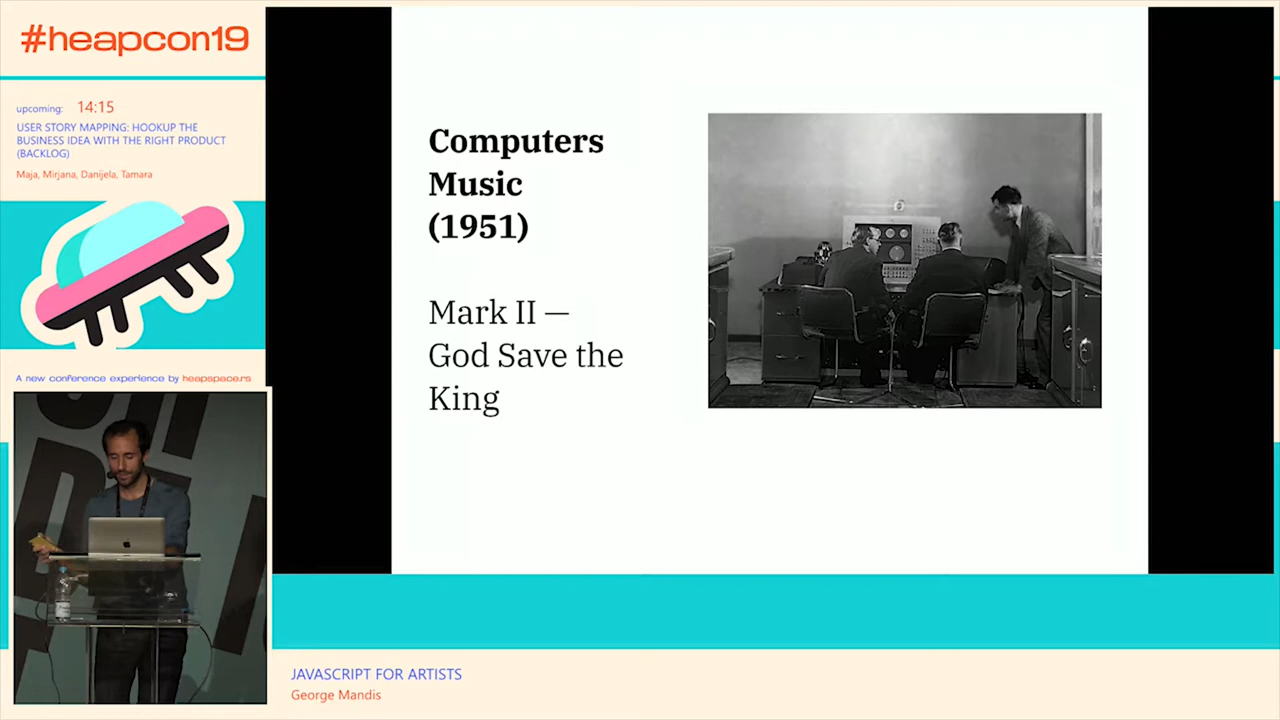 #heapcon19
upcoming: 14:15
USER STORY MAPPING: HOOKUP THE
BUSINESS IDEA WITH THE RIGHT PRODUCT
(BACKLOG)
Maja, Mirjana, Danijela, Tamara
A new conference experience by heapspace.rs
Computers
Music
(1951)
Mark II —
God Save the
King
JAVASCRIPT FOR ARTISTS
George Mandis